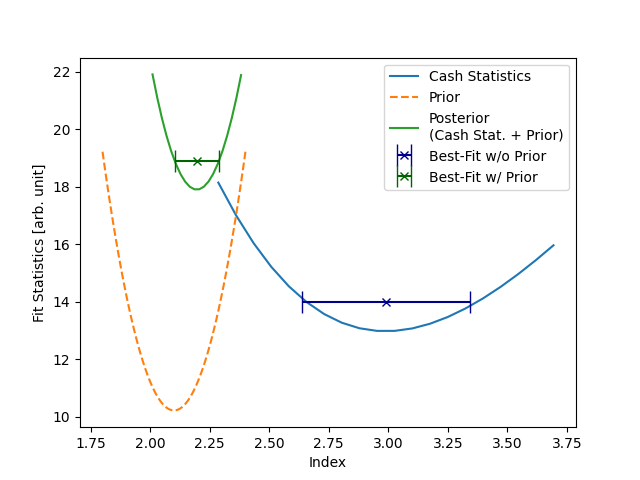 22
20
18
16
14
12
10
Fit Statistics [arb. unit]
Cash Statistics
Prior
Posterior
(Cash Stat. + Prior)
Best-Fit w/o Prior
Best-Fit w/ Prior
1.75 2.00 2.25 2.50 2.75 3.00 3.25 3.50 3.75
Index